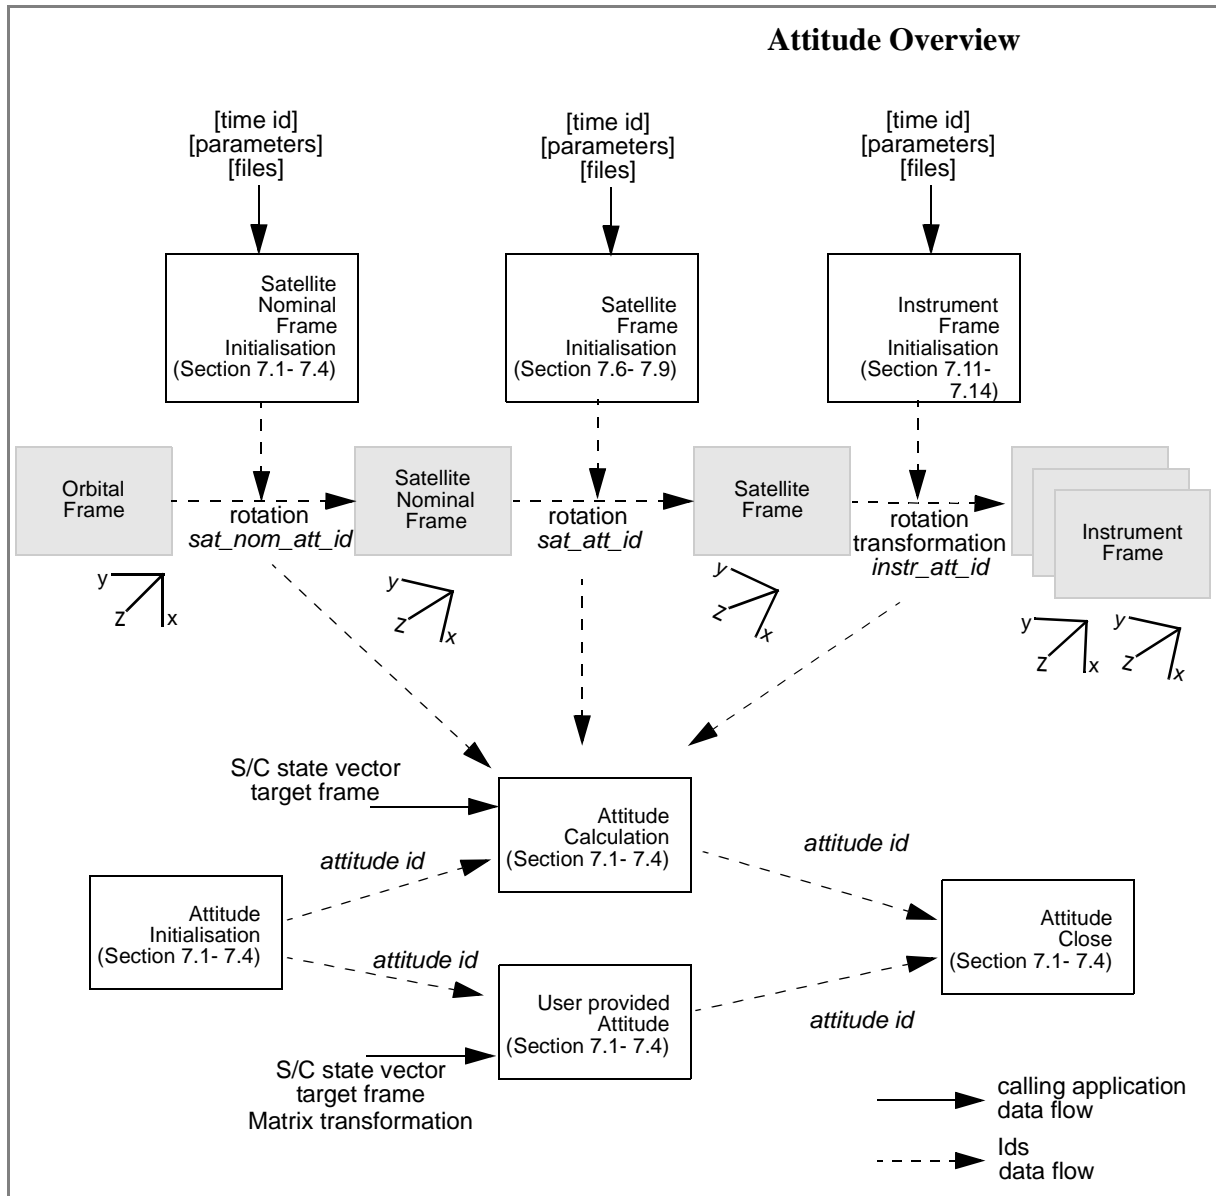 Attitude Overview
[time id]
[parameters]
[files]
[time id]
[parameters]
[files]
[time id]
[parameters]
[files]
Satellite
Nominal
Frame
Initialisation
(Section 7.1- 7.4)
Satellite
Frame
Initialisation
(Section 7.6- 7.9)
Instrument
Frame
Initialisation
(Section 7.11-
7.14)
Orbital
Frame
rotation
sat_nom_att_id
Satellite
Nominal
Frame
rotation
sat_att_id
Satellite
Frame
rotation
transformation
instr_att_id
Instrument
Frame
y
z
x
y
z
x
y
z
x
y
z
x
y
z
x
S/C state vector
target frame
Attitude
Calculation
(Section 7.1- 7.4)
attitude id
attitude id
Attitude
Initialisation
(Section 7.1- 7.4)
Attitude
Close
(Section 7.1- 7.4)
attitude id
User provided
Attitude
(Section 7.1- 7.4)
attitude id
S/C state vector
target frame
Matrix transformation
calling application
data flow
Ids
data flow